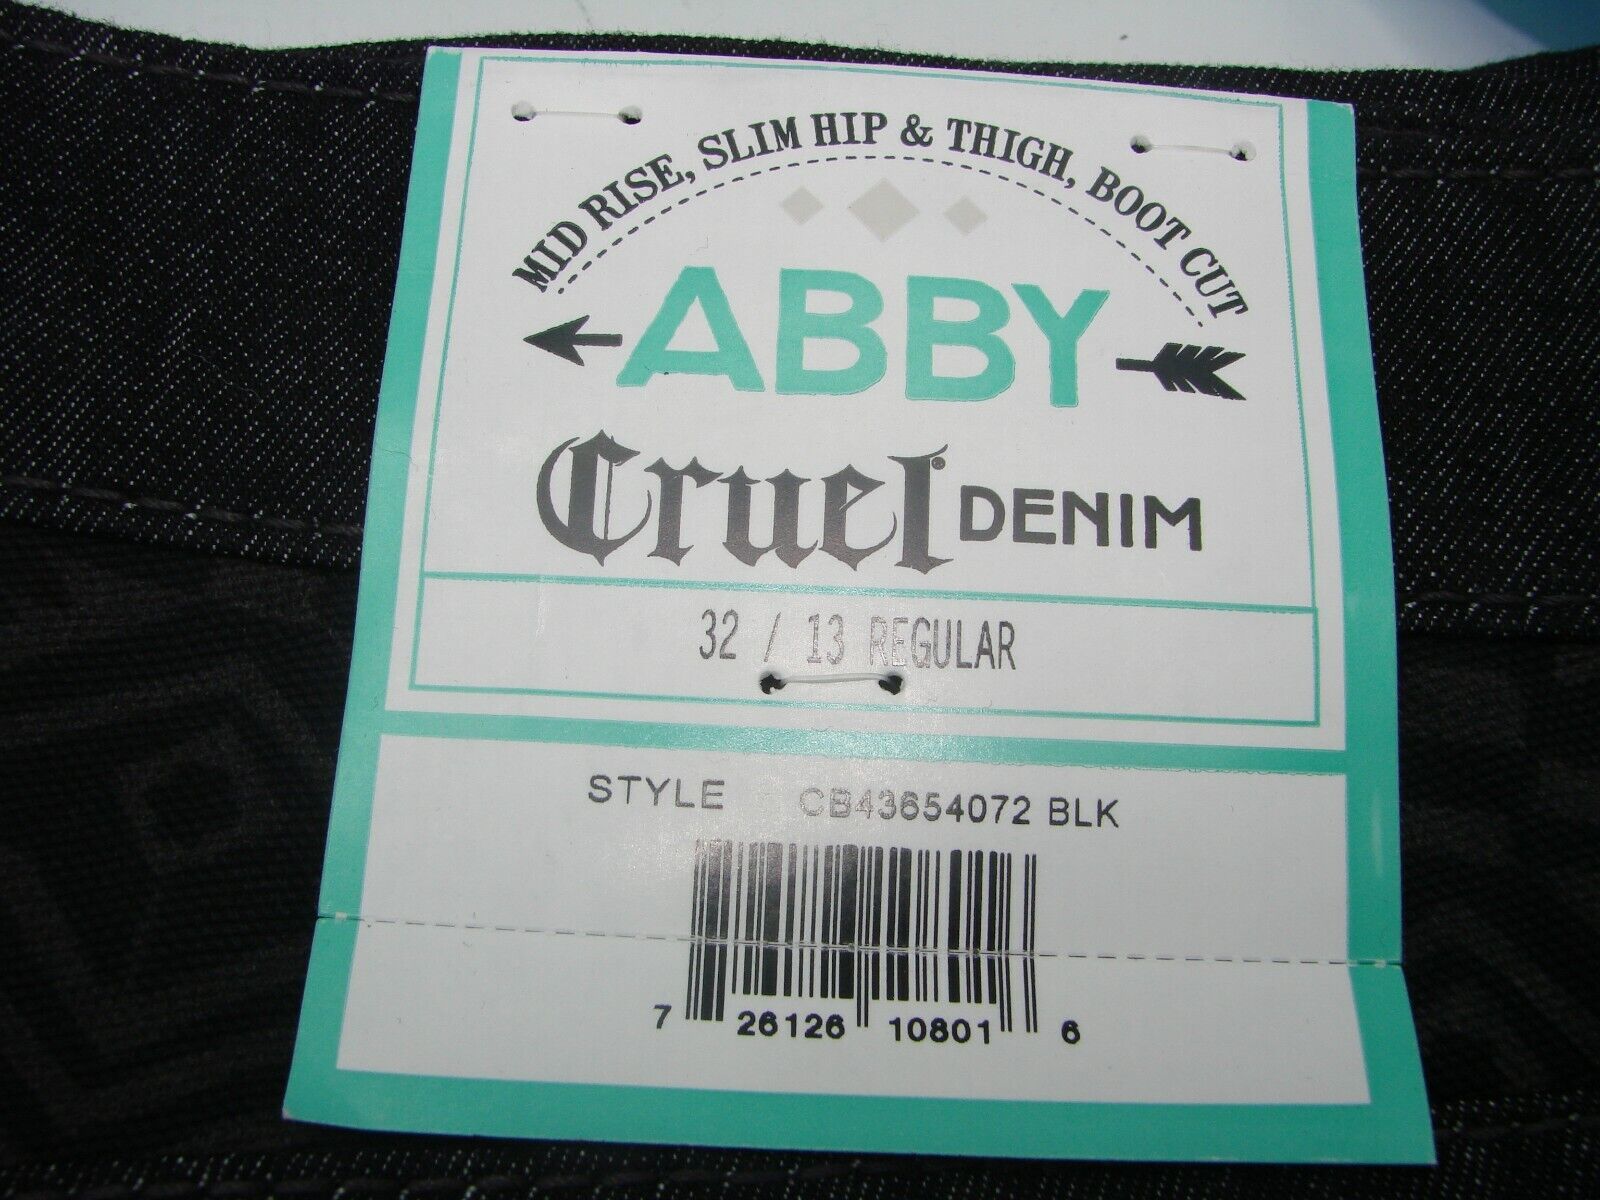 MID RISE, SLIM HIP & THIGH, BOOT CUT
ABBY
Cruel® DENIM
32 / 13 REGULAR
STYLE CB43654072 BLK
7 26126 10801 6